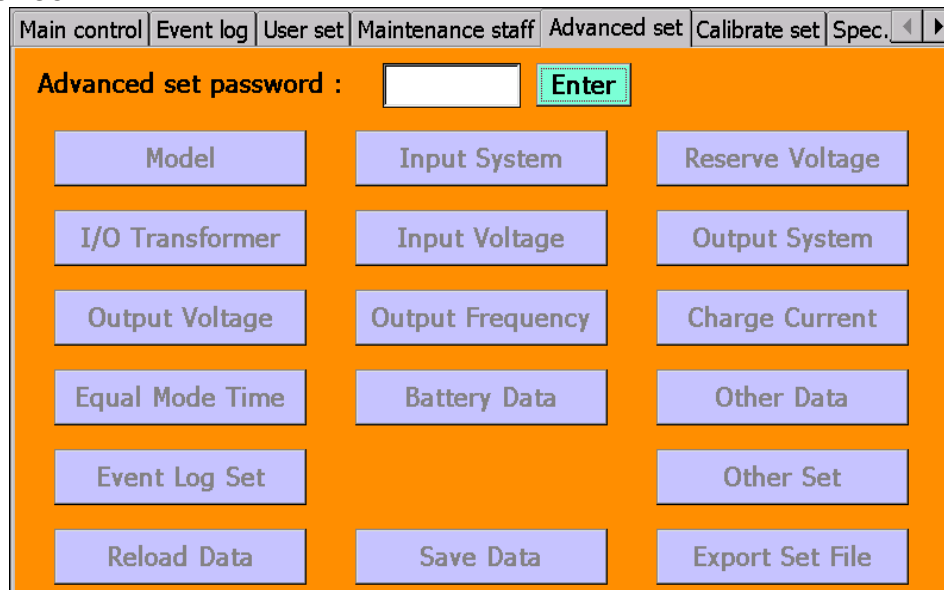 Main control Event log User set Maintenance staff Advanced set Calibrate set Spec.
Advanced set password : Enter
Model Input System Reserve Voltage
I/O Transformer Input Voltage Output System
Output Voltage Output Frequency Charge Current
Equal Mode Time Battery Data Other Data
Event Log Set Other Set
Reload Data Save Data Export Set File